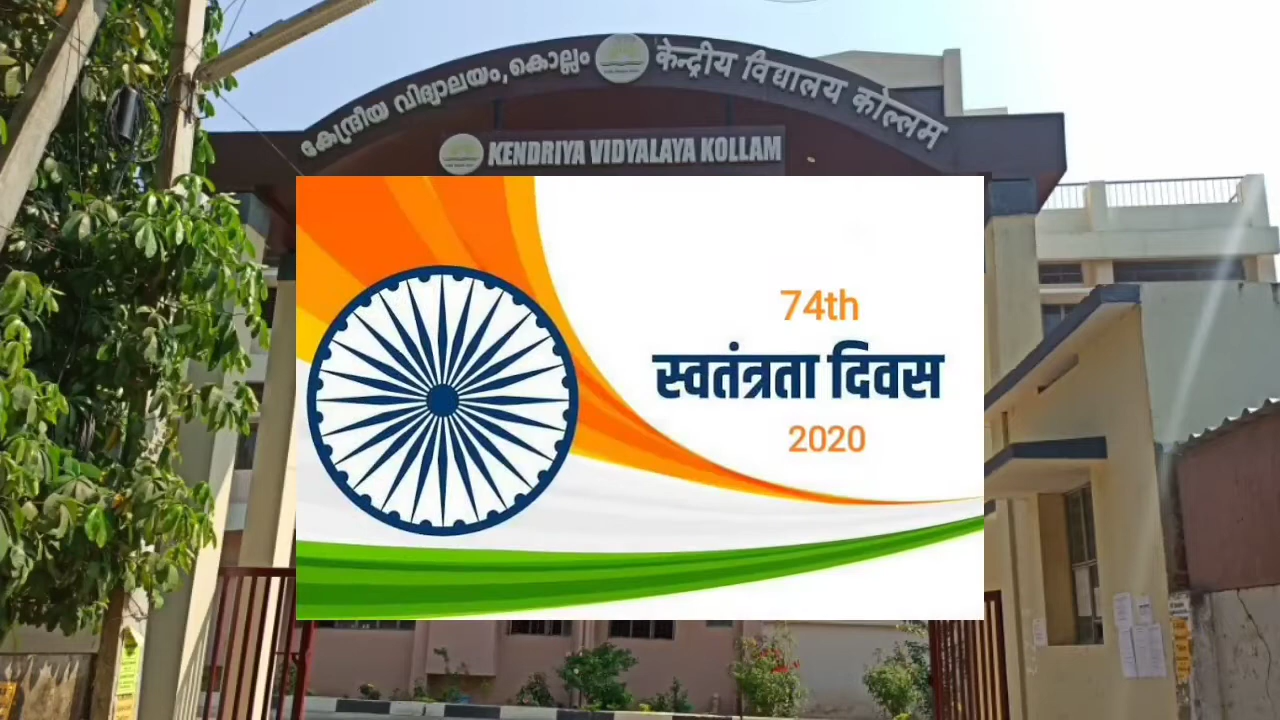 കേന്ദ്രീയ വിദ്യാലയം, കൊല്ലം
केन्द्रीय विद्यालय कोल्लम
KENDRIYA VIDYALAYA KOLLAM
74th
स्वतंत्रता दिवस
2020